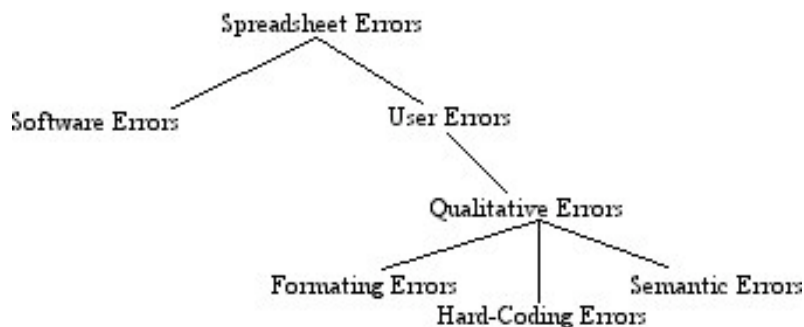 Spreadsheet Errors
Software Errors
User Errors
Qualitative Errors
Formating Errors
Semantic Errors
Hard-Coding Errors